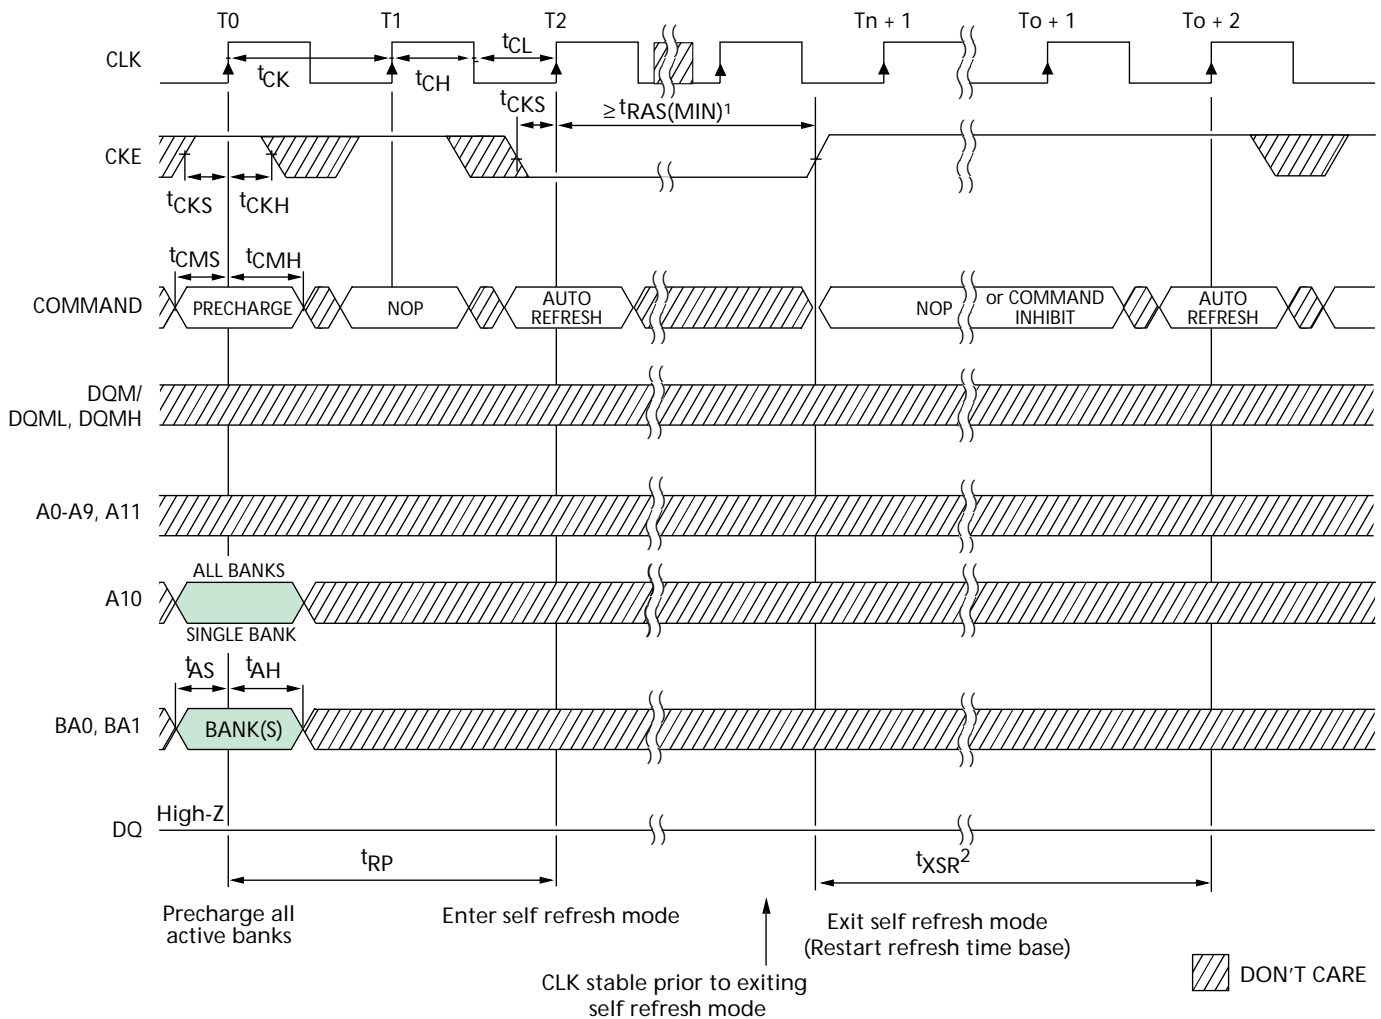 T0 T1 T2 Tn + 1 To + 1 To + 2
CLK
tCK tCH tCL
tCKS ≥tRAS(MIN)1
CKE
tCKS tCKH
tCMS tCMH
COMMAND PRECHARGE NOP AUTO REFRESH NOP or COMMAND INHIBIT AUTO REFRESH
DQM/
DQML, DQMH
A0-A9, A11
ALL BANKS
A10
SINGLE BANK
tAS tAH
BA0, BA1 BANK(S)
High-Z
DQ
tRP tXSR2
Precharge all
active banks
Enter self refresh mode
CLK stable prior to exiting
self refresh mode
Exit self refresh mode
(Restart refresh time base)
DON'T CARE